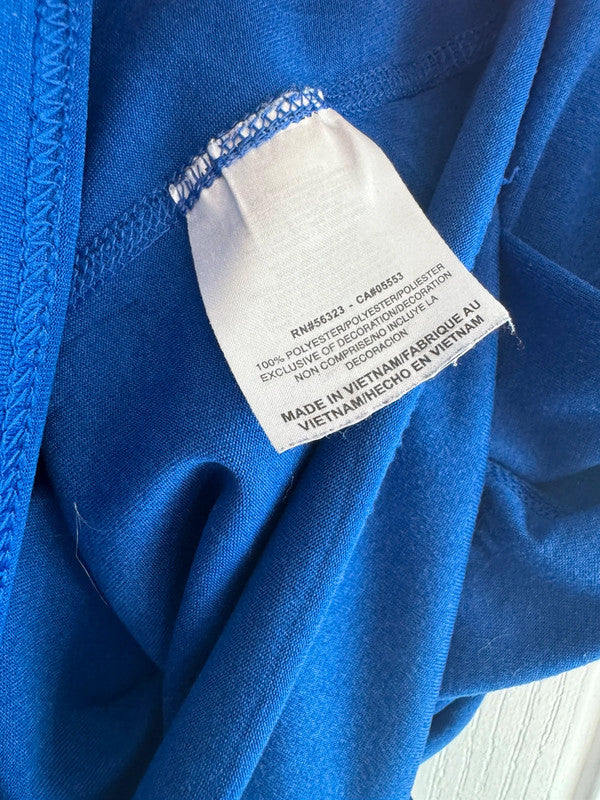 RN#56323 - CA#05553
100% POLYESTER/POLYESTER/POLIESTER
EXCLUSIVE OF DECORATION/DECORATION
NON COMPRISE/NO INCLUYE LA
DECORACION
MADE IN VIETNAM/FABRIQUE AU
VIETNAM/HECHO EN VIETNAM